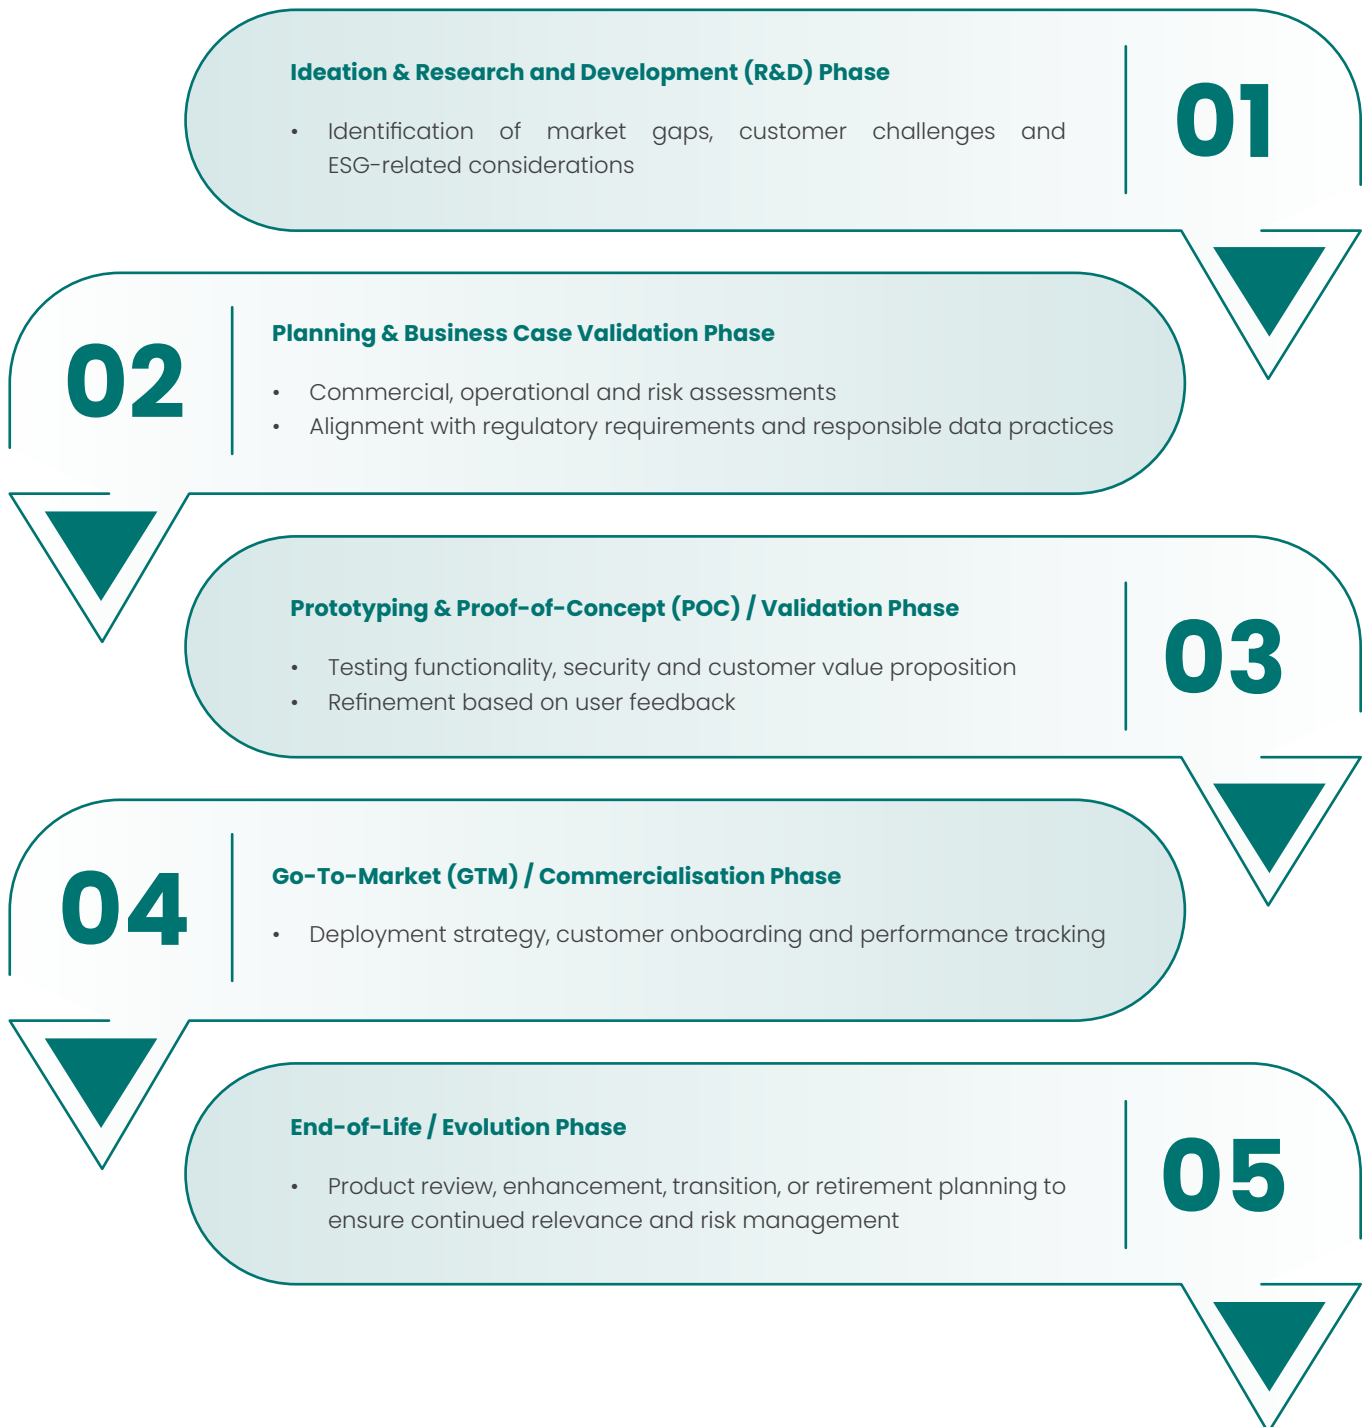 Ideation & Research and Development (R&D) Phase
• Identification of market gaps, customer challenges and
ESG-related considerations
01
02
Planning & Business Case Validation Phase
• Commercial, operational and risk assessments
• Alignment with regulatory requirements and responsible data practices
Prototyping & Proof-of-Concept (POC) / Validation Phase
• Testing functionality, security and customer value proposition
• Refinement based on user feedback
03
04
Go-To-Market (GTM) / Commercialisation Phase
• Deployment strategy, customer onboarding and performance tracking
End-of-Life / Evolution Phase
• Product review, enhancement, transition, or retirement planning to
ensure continued relevance and risk management
05